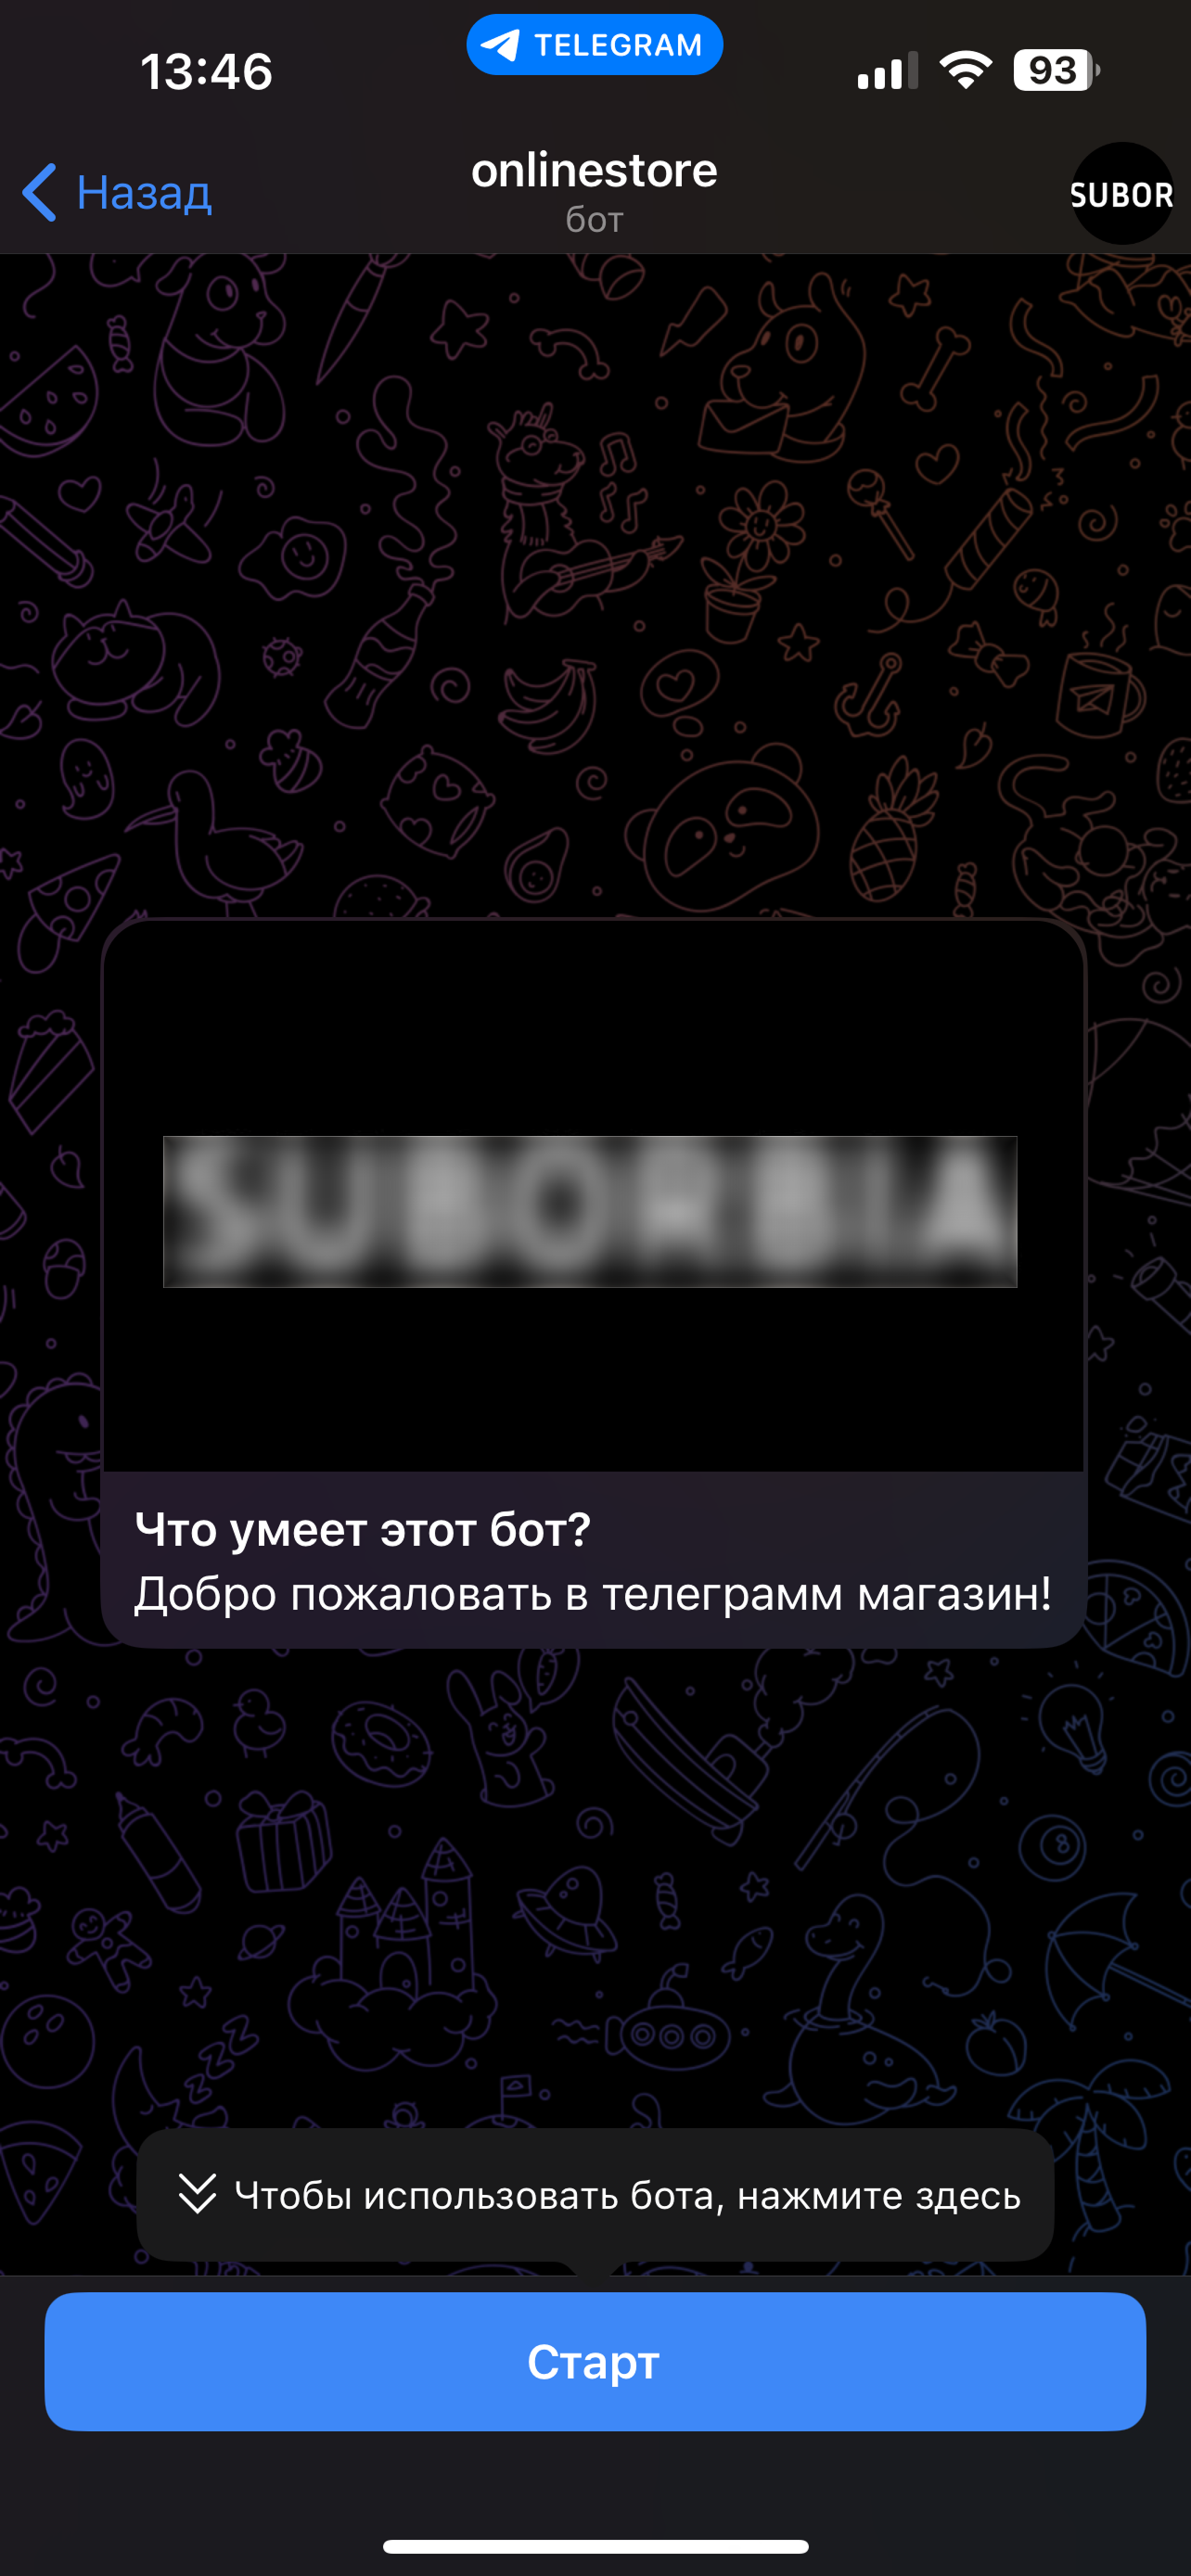 13:46
TELEGRAM
93
Назад
onlinestore
бот
SUBOR
Что умеет этот бот?
Добро пожаловать в телеграмм магазин!
Чтобы использовать бота, нажмите здесь
Старт